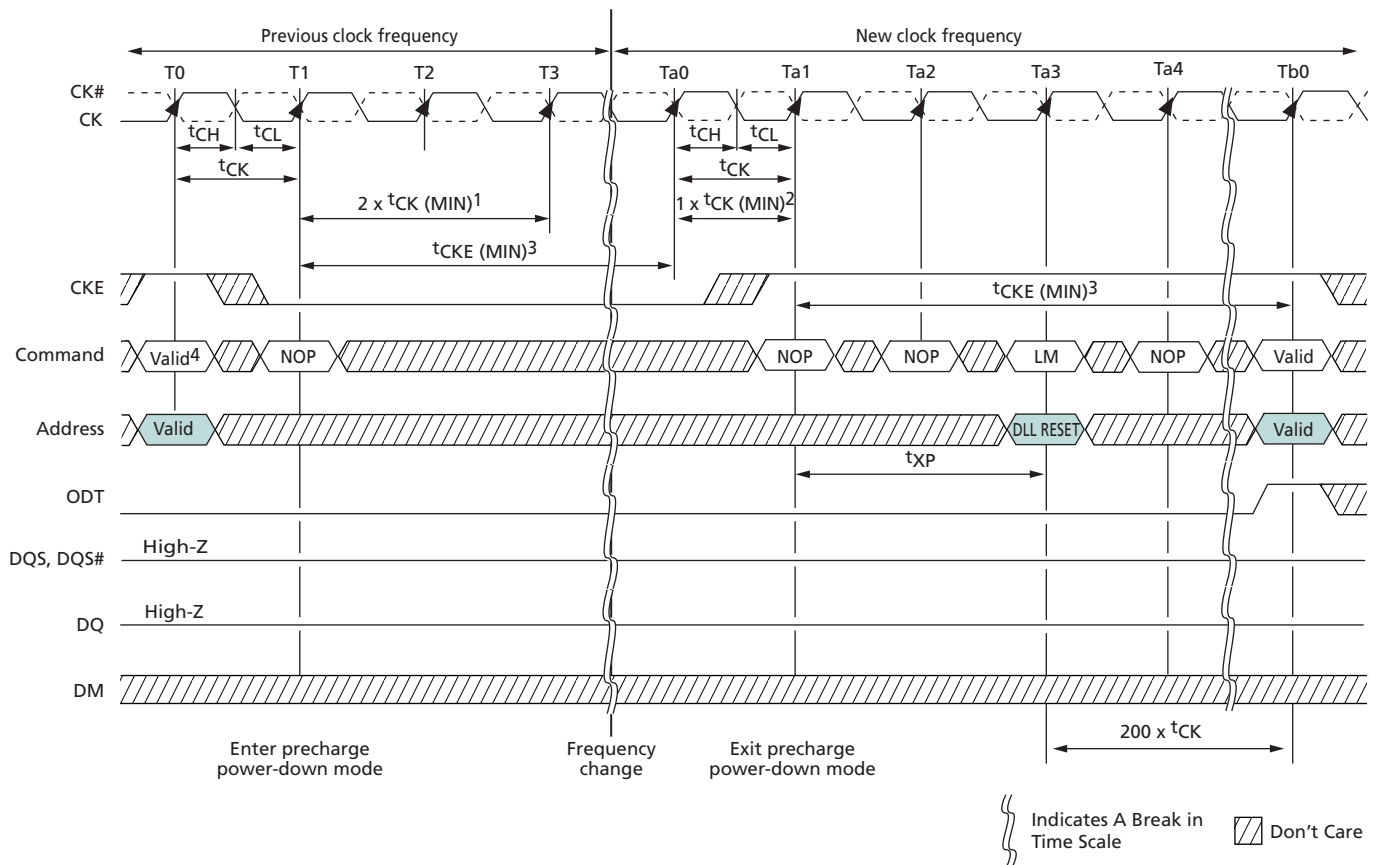 Previous clock frequency New clock frequency
T0 T1 T2 T3 Ta0 Ta1 Ta2 Ta3 Ta4 Tb0
CK#
CK
tCH tCL tCH tCL
tCK tCK
2 x tCK (MIN)1 1 x tCK (MIN)2
tCKE (MIN)3
CKE tCKE (MIN)3
Command Valid4 NOP NOP NOP LM NOP Valid
Address Valid DLL RESET Valid
tXP
ODT
High-Z
DQS, DQS#
High-Z
DQ
DM
200 x tCK
Enter precharge
power-down mode
Frequency
change
Exit precharge
power-down mode
Indicates A Break in
Time Scale
Don't Care